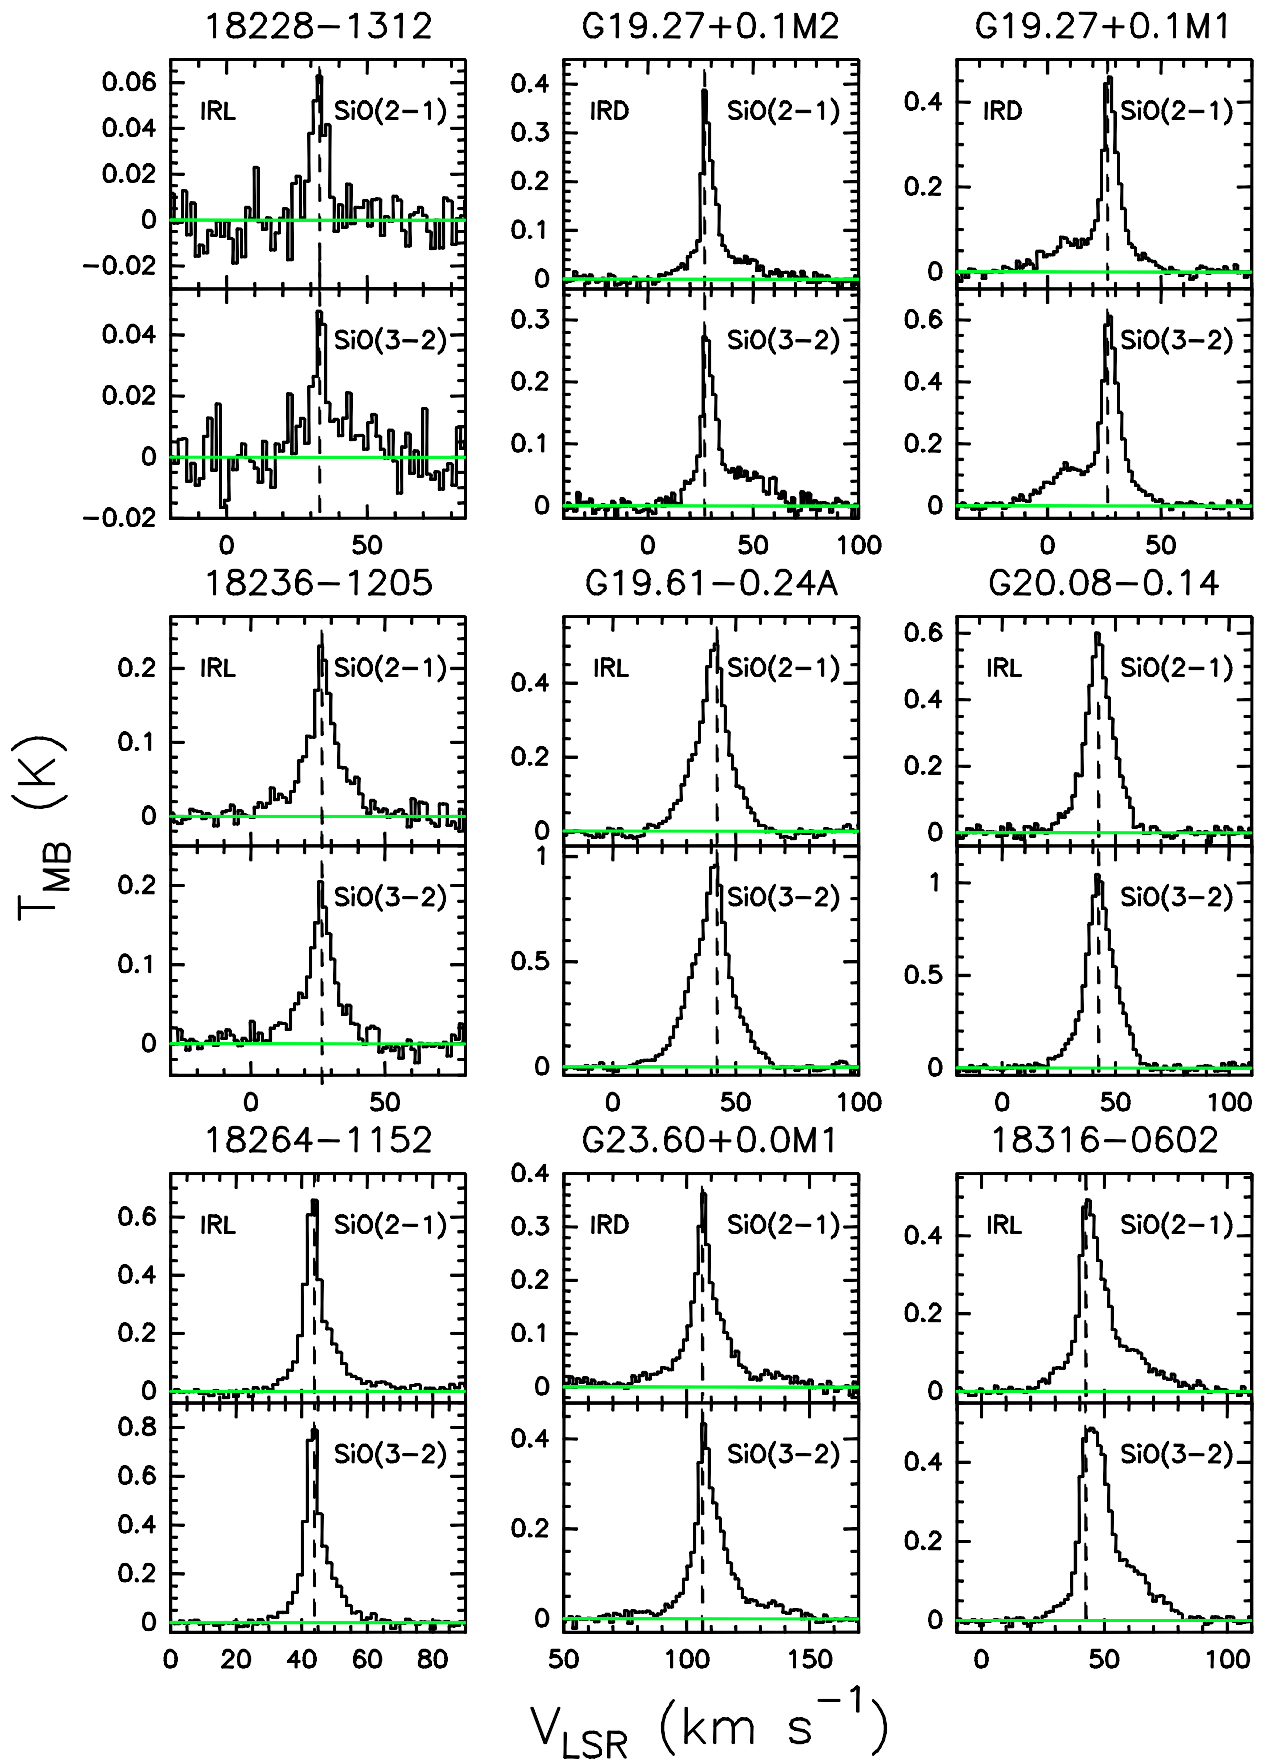 18228−1312 G19.27+0.1M2 G19.27+0.1M1
0.06 IRL SiO(2−1) 0.4 IRD SiO(2−1) 0.4 IRD SiO(2−1)
0.04 0.3
0.02 0.2 0.2
0 0.1
−0.02 0 0
0.04 SiO(3−2) 0.3 SiO(3−2) 0.6 SiO(3−2)
0.02 0.2 0.4
0 0.1 0.2
−0.02 0 0
0 50 0 50 100 0 50
18236−1205 G19.61−0.24A G20.08−0.14
0.2 IRL SiO(2−1) 0.4 IRL SiO(2−1) 0.6 IRL SiO(2−1)
0.1 0.2 0.4
0.2
0 0 0
0.2 SiO(3−2) 1 SiO(3−2) 1 SiO(3−2)
0.1 0.5 0.5
0 0 0
0 50 0 50 100 0 50 100
18264−1152 G23.60+0.0M1 18316−0602
0.6 IRL SiO(2−1) 0.4 IRD SiO(2−1) 0.4 IRL SiO(2−1)
0.4 0.3
0.2 0.2 0.2
0.1
0 0 0
0.8 SiO(3−2) 0.4 SiO(3−2) 0.4 SiO(3−2)
0.6
0.4 0.2 0.2
0.2
0 0 0
0 20 40 60 80 50 100 150 0 50 100
T_MB (K)
V_LSR (km s^−1)